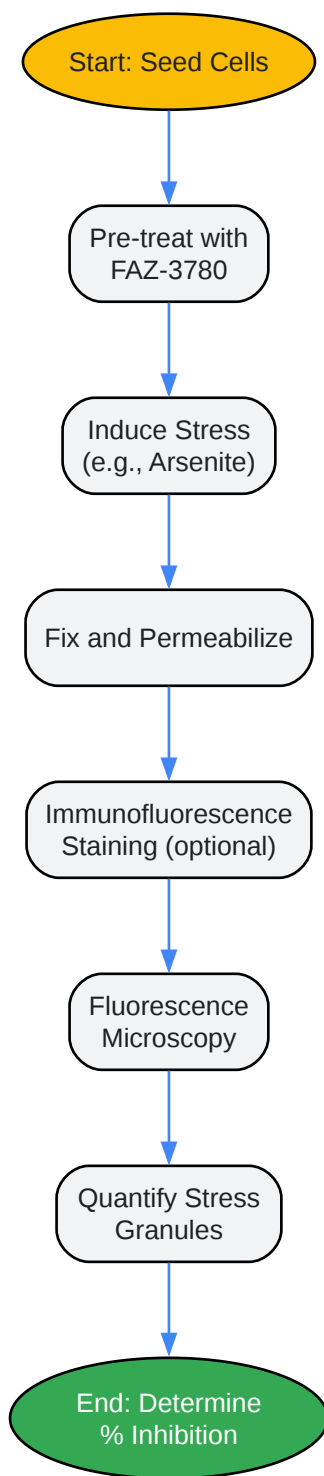 Start: Seed Cells
Pre-treat with
FAZ-3780
Induce Stress
(e.g., Arsenite)
Fix and Permeabilize
Immunofluorescence
Staining (optional)
Fluorescence
Microscopy
Quantify Stress
Granules
End: Determine
% Inhibition